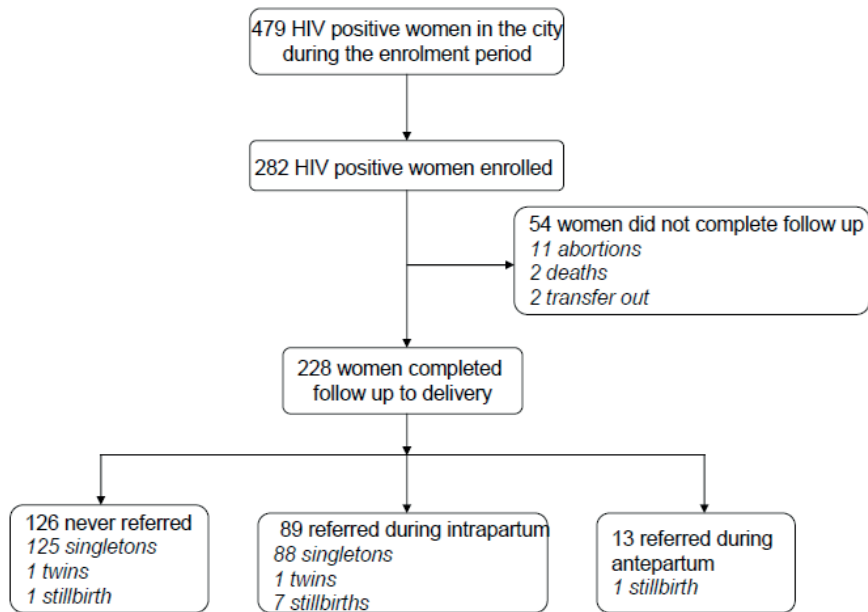 479 HIV positive women in the city
during the enrolment period
282 HIV positive women enrolled
54 women did not complete follow up
11 abortions
2 deaths
2 transfer out
228 women completed
follow up to delivery
126 never referred
125 singletons
1 twins
1 stillbirth
89 referred during intrapartum
88 singletons
1 twins
7 stillbirths
13 referred during
antepartum
1 stillbirth